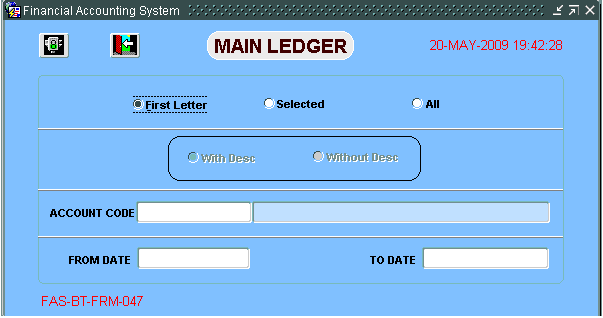 Financial Accounting System
MAIN LEDGER 20-MAY-2009 19:42:28
First Letter Selected All
With Desc Without Desc
ACCOUNT CODE
FROM DATE TO DATE
FAS-BT-FRM-047